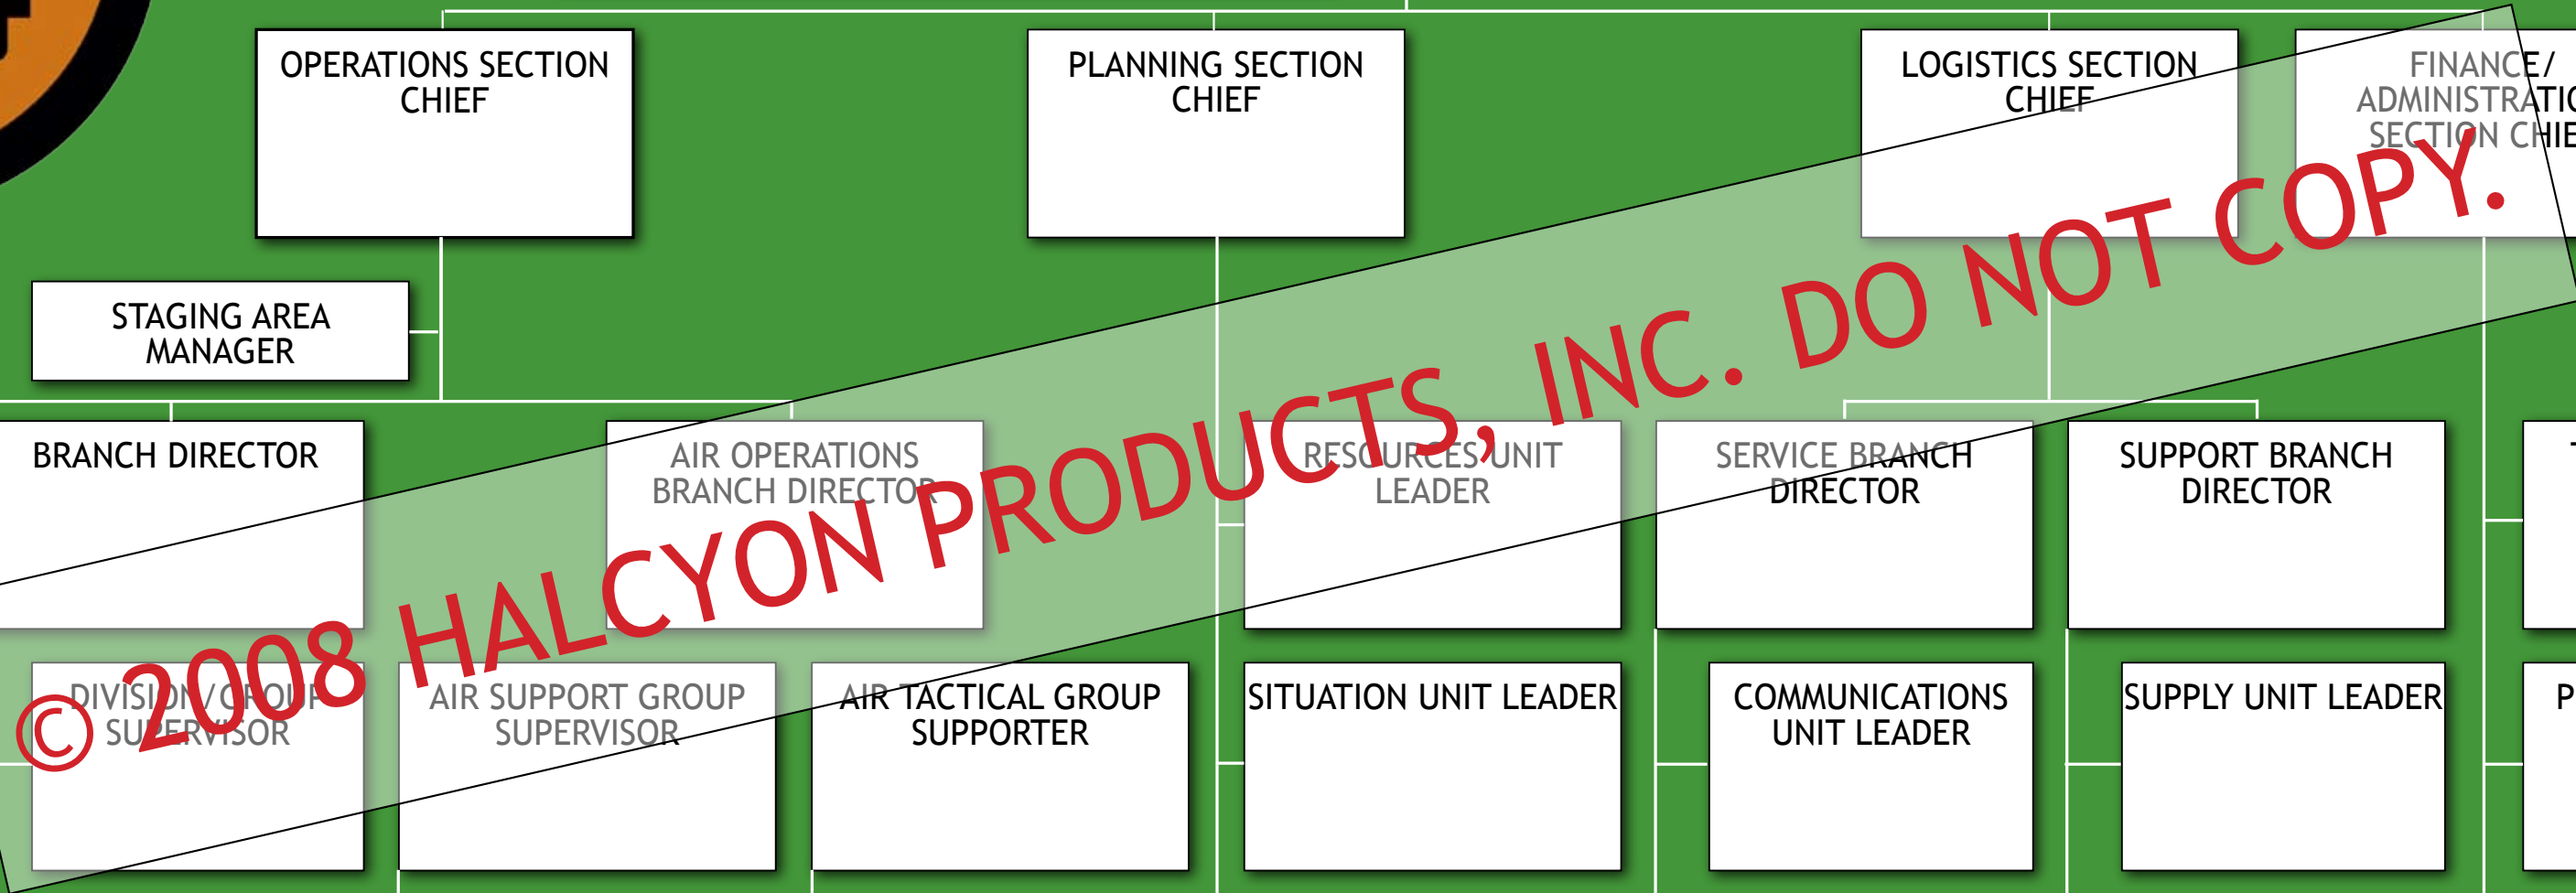 OPERATIONS SECTION
CHIEF
PLANNING SECTION
CHIEF
LOGISTICS SECTION
CHIEF
FINANCE/
SECTION
STAGING AREA
MANAGER
BRANCH DIRECTOR
AIR OPERATIONS
BRANCH DIRECTOR
RESOURCES UNIT
LEADER
SERVICE BRANCH
DIRECTOR
SUPPORT BRANCH
DIRECTOR
DIVISION/GROUP
SUPERVISOR
AIR SUPPORT GROUP
SUPERVISOR
AIR TACTICAL GROUP
SUPPORTER
SITUATION UNIT LEADER
COMMUNICATIONS
UNIT LEADER
SUPPLY UNIT LEADER
© 2008 HALCYON PRODUCTS, INC. DO NOT COPY.